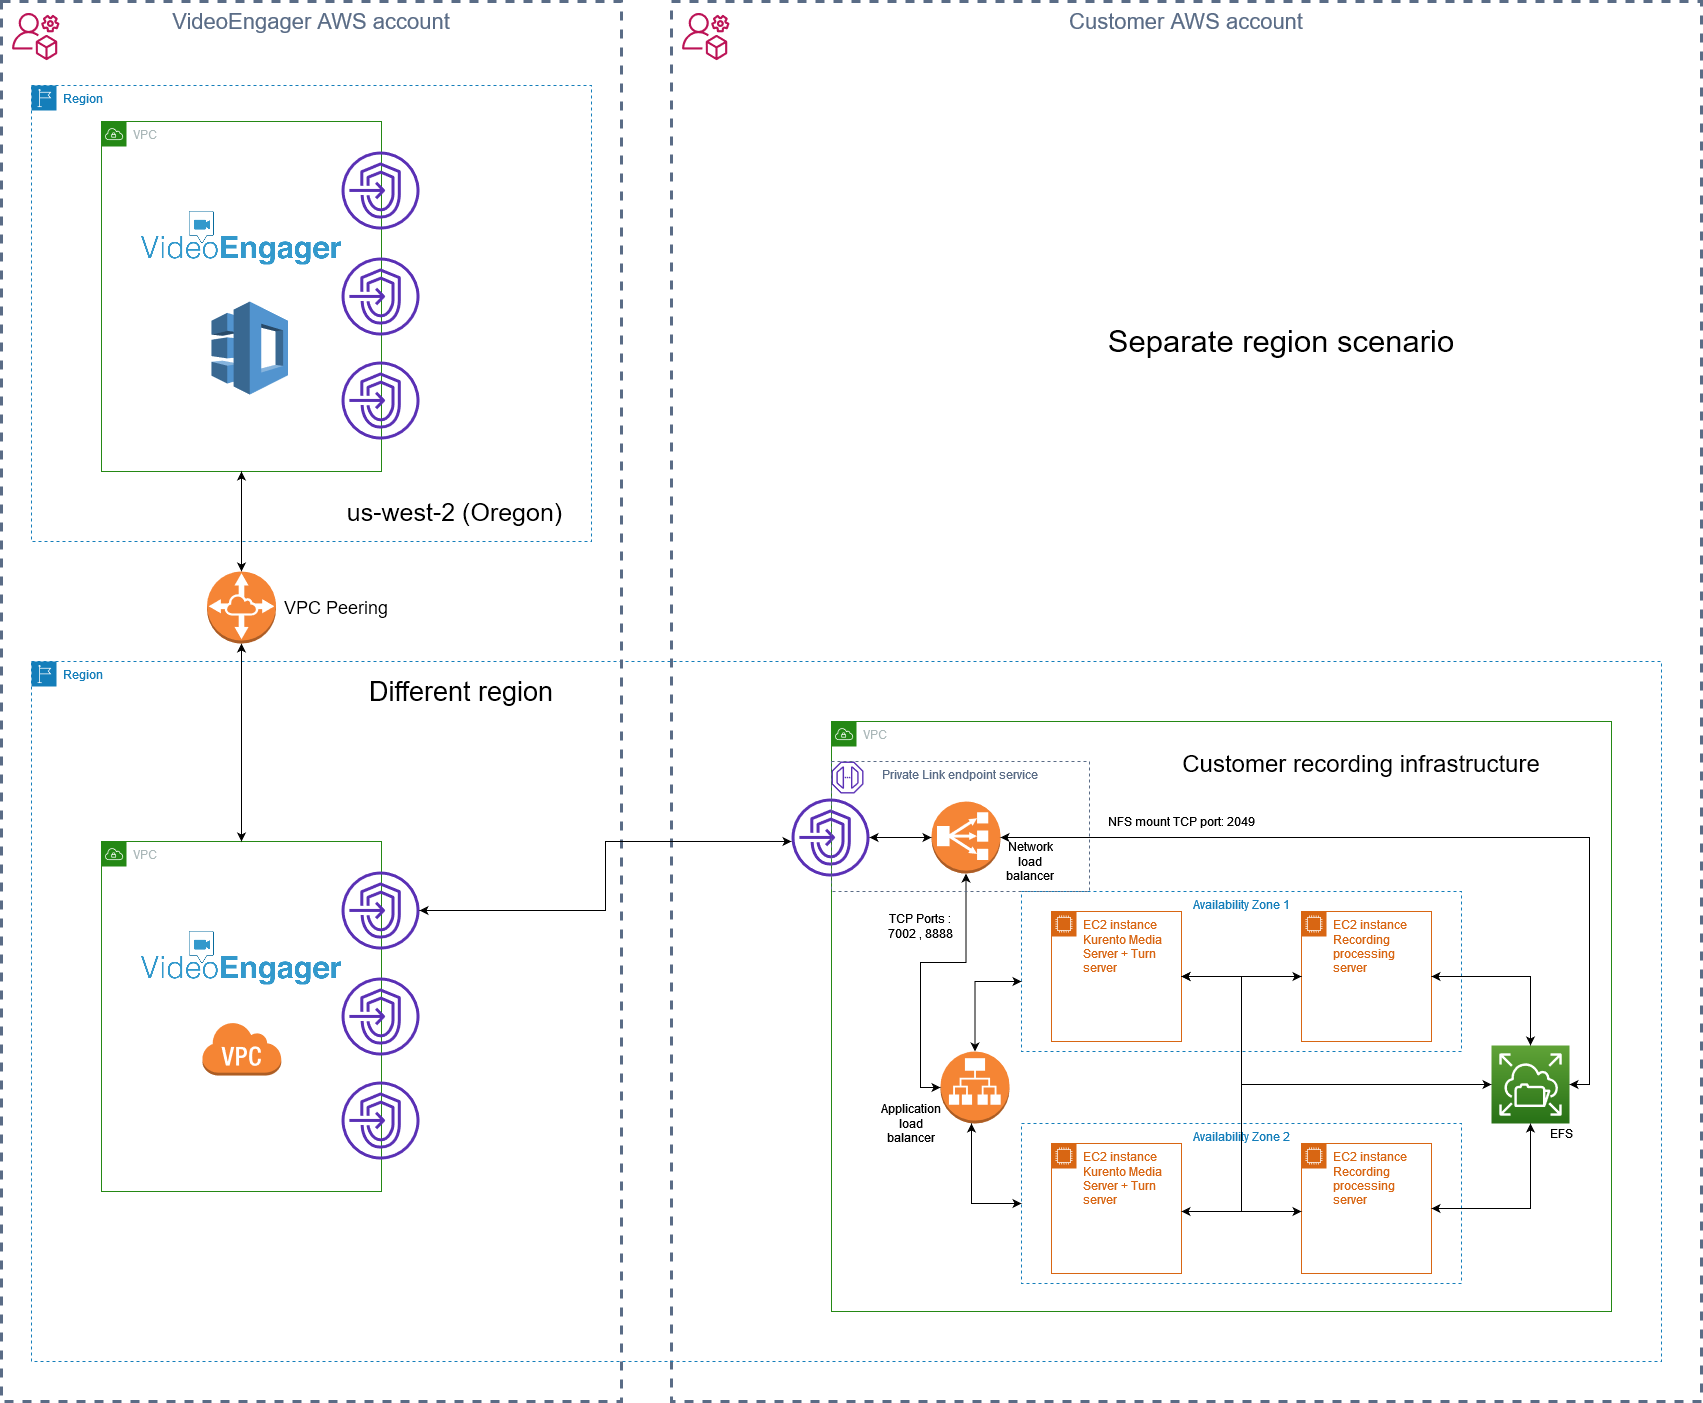 VideoEngager AWS account
Customer AWS account
Region
VPC
VideoEngager
us-west-2 (Oregon)
Separate region scenario
VPC Peering
Region
Different region
VPC
Customer recording infrastructure
Private Link endpoint service
NFS mount TCP port: 2049
Network
load
balancer
VPC
VideoEngager
VPC
TCP Ports :
7002 , 8888
Availability Zone 1
EC2 instance
Kurento Media
Server + Turn
server
EC2 instance
Recording
processing
server
Application
load
balancer
EFS
Availability Zone 2
EC2 instance
Kurento Media
Server + Turn
server
EC2 instance
Recording
processing
server